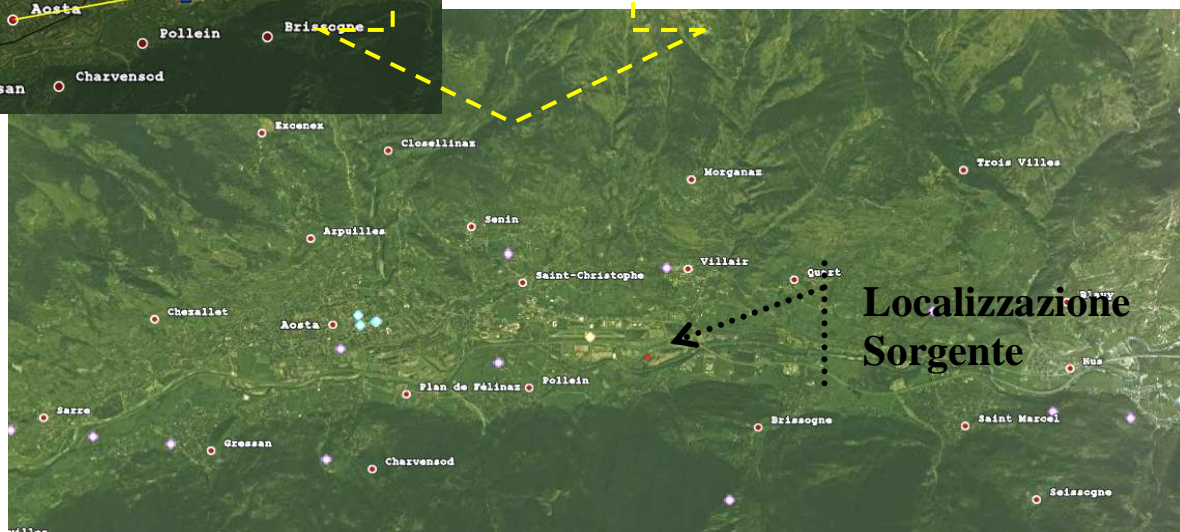 Aosta
Pollein
Brissogne
Charvensod
san
Excenex
Closellinaz
Morganaz
Trois Villes
Senin
Arpuilles
Villair
Saint-Christophe
Quart
Localizzazione
Sorgente
Chezallet
Aosta
Nus
Plan de Félinaz
Pollein
Sarre
Brissogne
Saint Marcel
Gressan
Charvensod
Seissogne